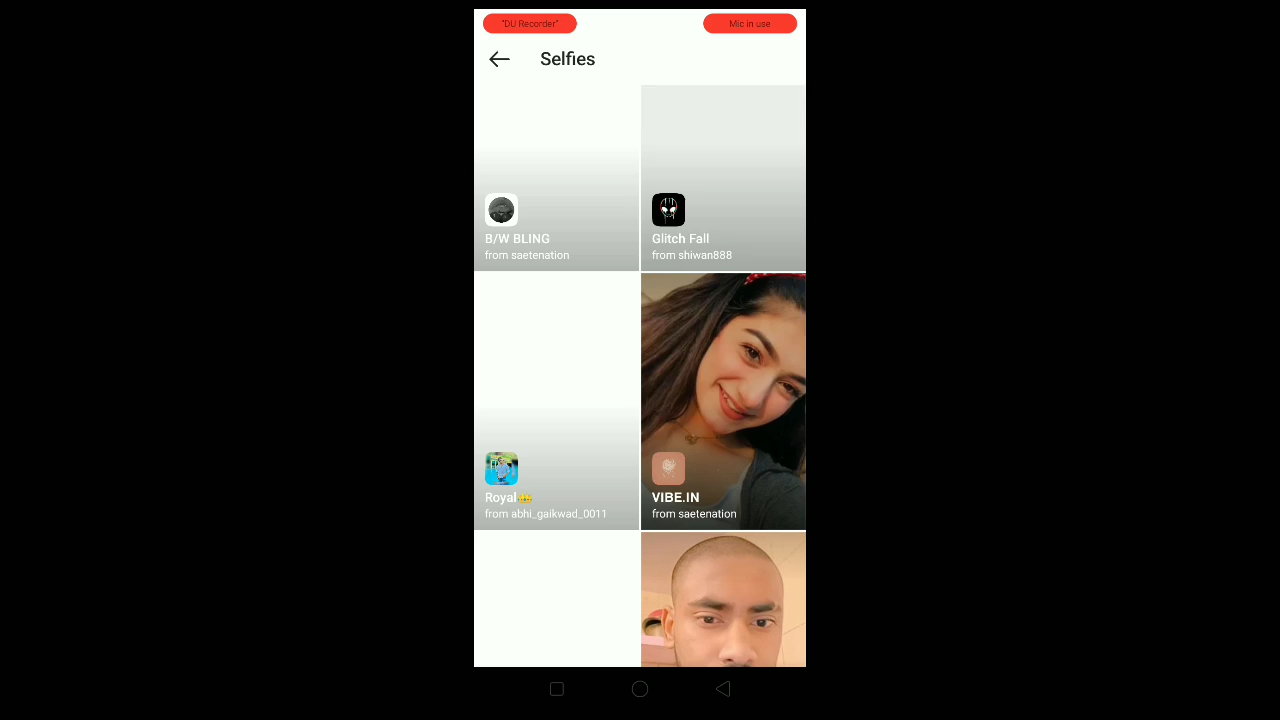 "DU Recorder"
Mic in use
Selfies
B/W BLING
from saetenation
Glitch Fall
from shiwan888
Royal👑
from abhi_gaikwad_0011
VIBE.IN
from saetenation